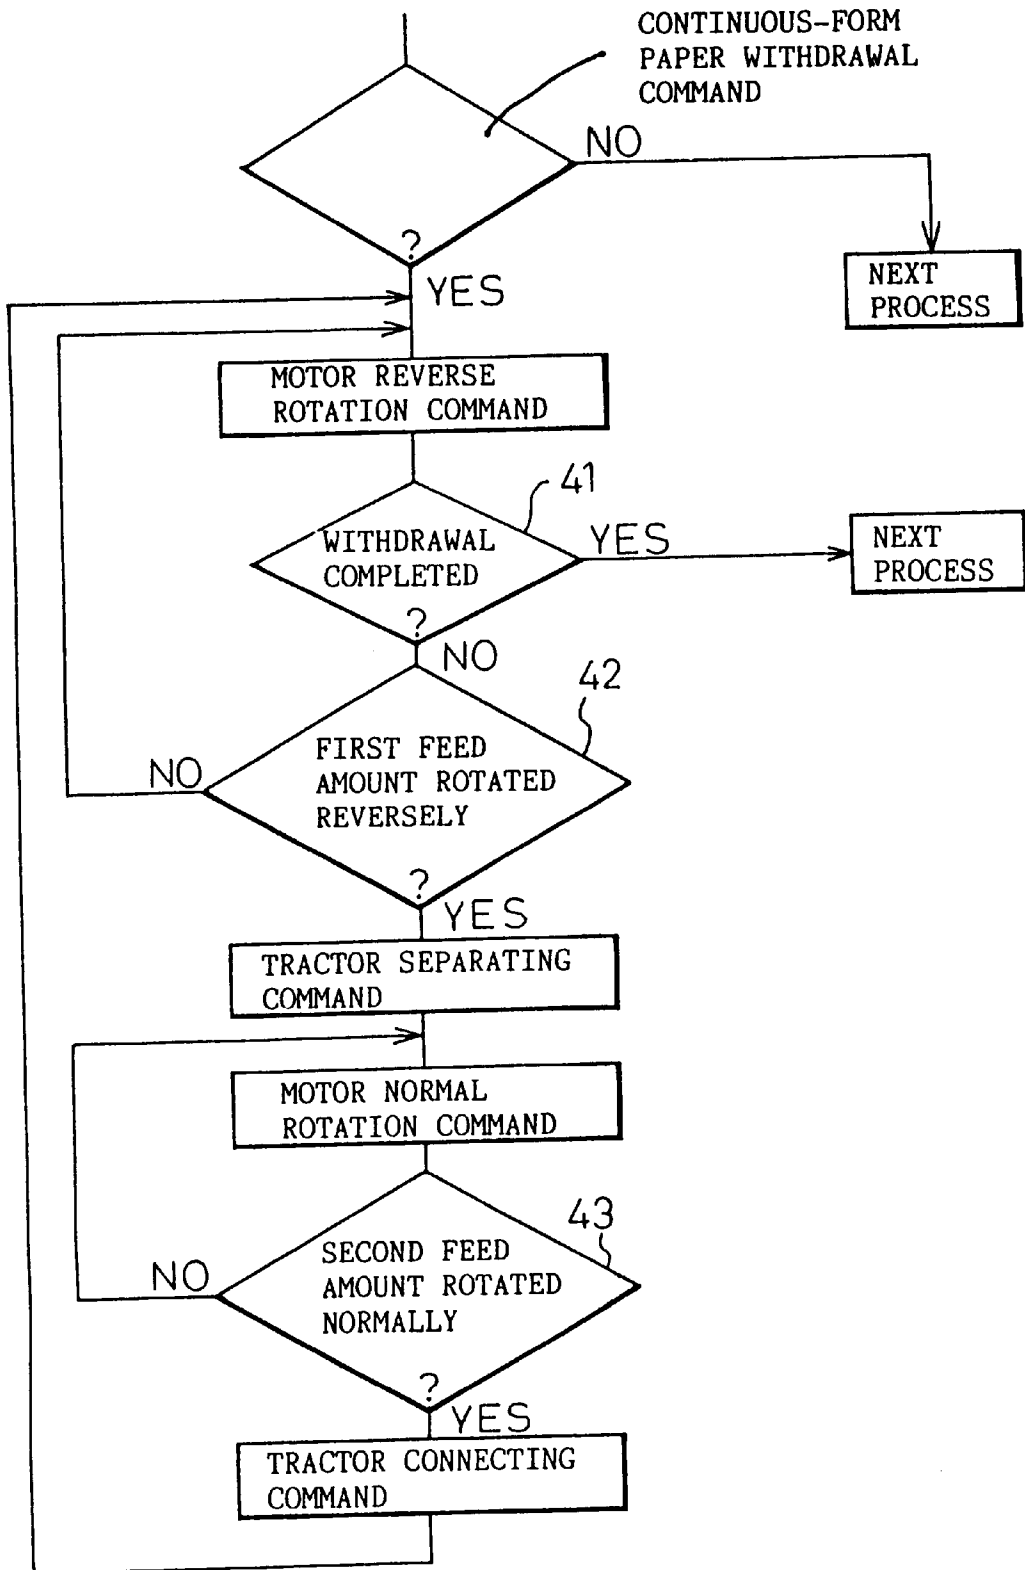 CONTINUOUS-FORM
PAPER WITHDRAWAL
COMMAND
NO
?
YES
NEXT
PROCESS
MOTOR REVERSE
ROTATION COMMAND
41
WITHDRAWAL
COMPLETED
?
YES
NEXT
PROCESS
NO
42
FIRST FEED
AMOUNT ROTATED
REVERSELY
?
NO
YES
TRACTOR SEPARATING
COMMAND
MOTOR NORMAL
ROTATION COMMAND
43
SECOND FEED
AMOUNT ROTATED
NORMALLY
?
NO
YES
TRACTOR CONNECTING
COMMAND